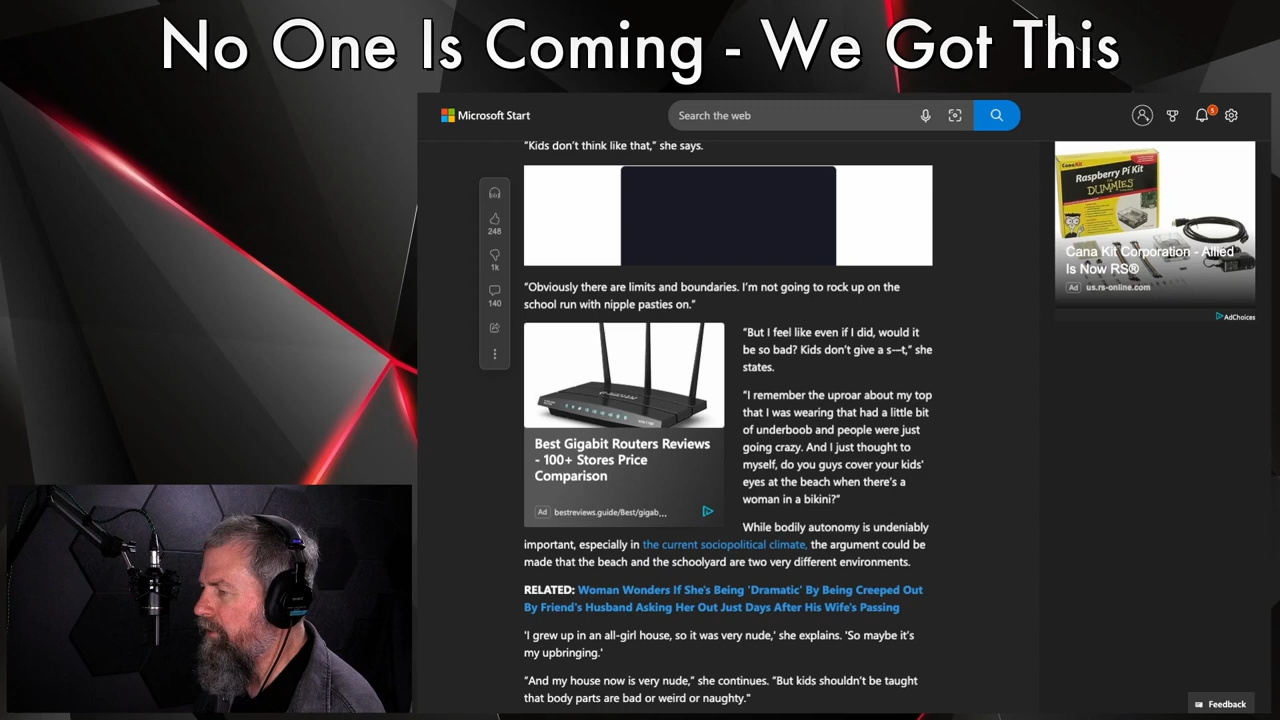 No One Is Coming - We Got This
Microsoft Start
Search the web
5
“Kids don’t think like that,” she says.
248
1k
140
“Obviously there are limits and boundaries. I’m not going to rock up on the
school run with nipple pasties on.”
“But I feel like even if I did, would it
be so bad? Kids don’t give a s—t,” she
states.
“I remember the uproar about my top
that I was wearing that had a little bit
of underboob and people were just
going crazy. And I just thought to
myself, do you guys cover your kids’
eyes at the beach when there’s a
woman in a bikini?”
Best Gigabit Routers Reviews
- 100+ Stores Price
Comparison
Ad bestreviews.guide/Best/gigab...
While bodily autonomy is undeniably
important, especially in the current sociopolitical climate, the argument could be
made that the beach and the schoolyard are two very different environments.
RELATED: Woman Wonders If She's Being 'Dramatic' By Being Creeped Out
By Friend's Husband Asking Her Out Just Days After His Wife's Passing
'I grew up in an all-girl house, so it was very nude,' she explains. 'So maybe it’s
my upbringing.'
“And my house now is very nude,” she continues. “But kids shouldn’t be taught
that body parts are bad or weird or naughty."
CanaKit
Raspberry Pi Kit
FOR
DUMMIES
Cana Kit Corporation - Allied
Is Now RS®
Ad us.rs-online.com
AdChoices
Feedback